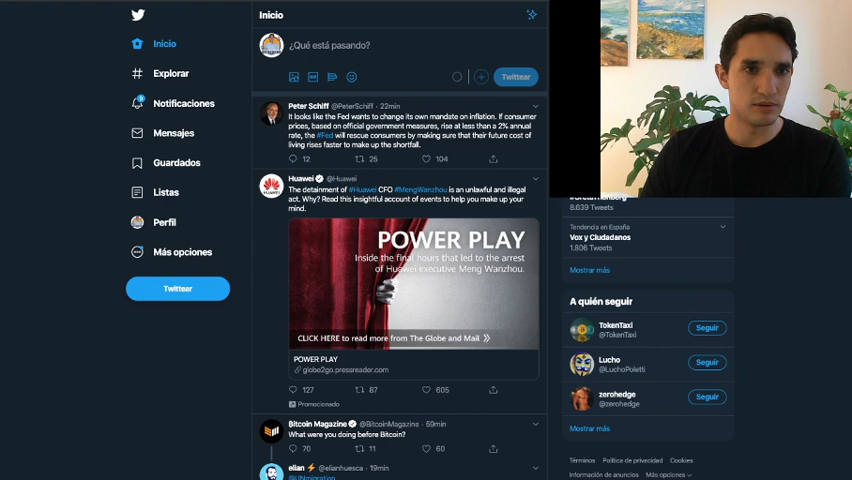 Inicio
Explorar
Notificaciones
Mensajes
Guardados
Listas
Perfil
Más opciones
Twittear
Inicio
¿Qué está pasando?
GIF
Twittear
Peter Schiff @PeterSchiff · 22min
It looks like the Fed wants to change its own mandate on inflation. If consumer
prices, based on official government measures, rise at less than a 2% annual
rate, the #Fed will rescue consumers by making sure that their future cost of
living rises faster to make up the shortfall.
12 25 104
Huawei @Huawei
The detainment of #Huawei CFO #MengWanzhou is an unlawful and illegal
act. Why? Read this insightful account of events to help you make up your
mind.
POWER PLAY
Inside the final hours that led to the arrest
of Huawei executive Meng Wanzhou.
CLICK HERE to read more from The Globe and Mail
POWER PLAY
globe2go.pressreader.com
127 87 605
Promocionado
Bitcoin Magazine @BitcoinMagazine · 59min
What were you doing before Bitcoin?
70 11 60
elian @elianhuesca · 19min
@UNmigration
8.639 Tweets
Tendencia en España
Vox y Ciudadanos
1.806 Tweets
Mostrar más
A quién seguir
TokenTaxi
@TokenTaxi
Seguir
Lucho
@LuchoPoletti
Seguir
zerohedge
@zerohedge
Seguir
Mostrar más
Términos Política de privacidad Cookies
Información de anuncios Más opciones